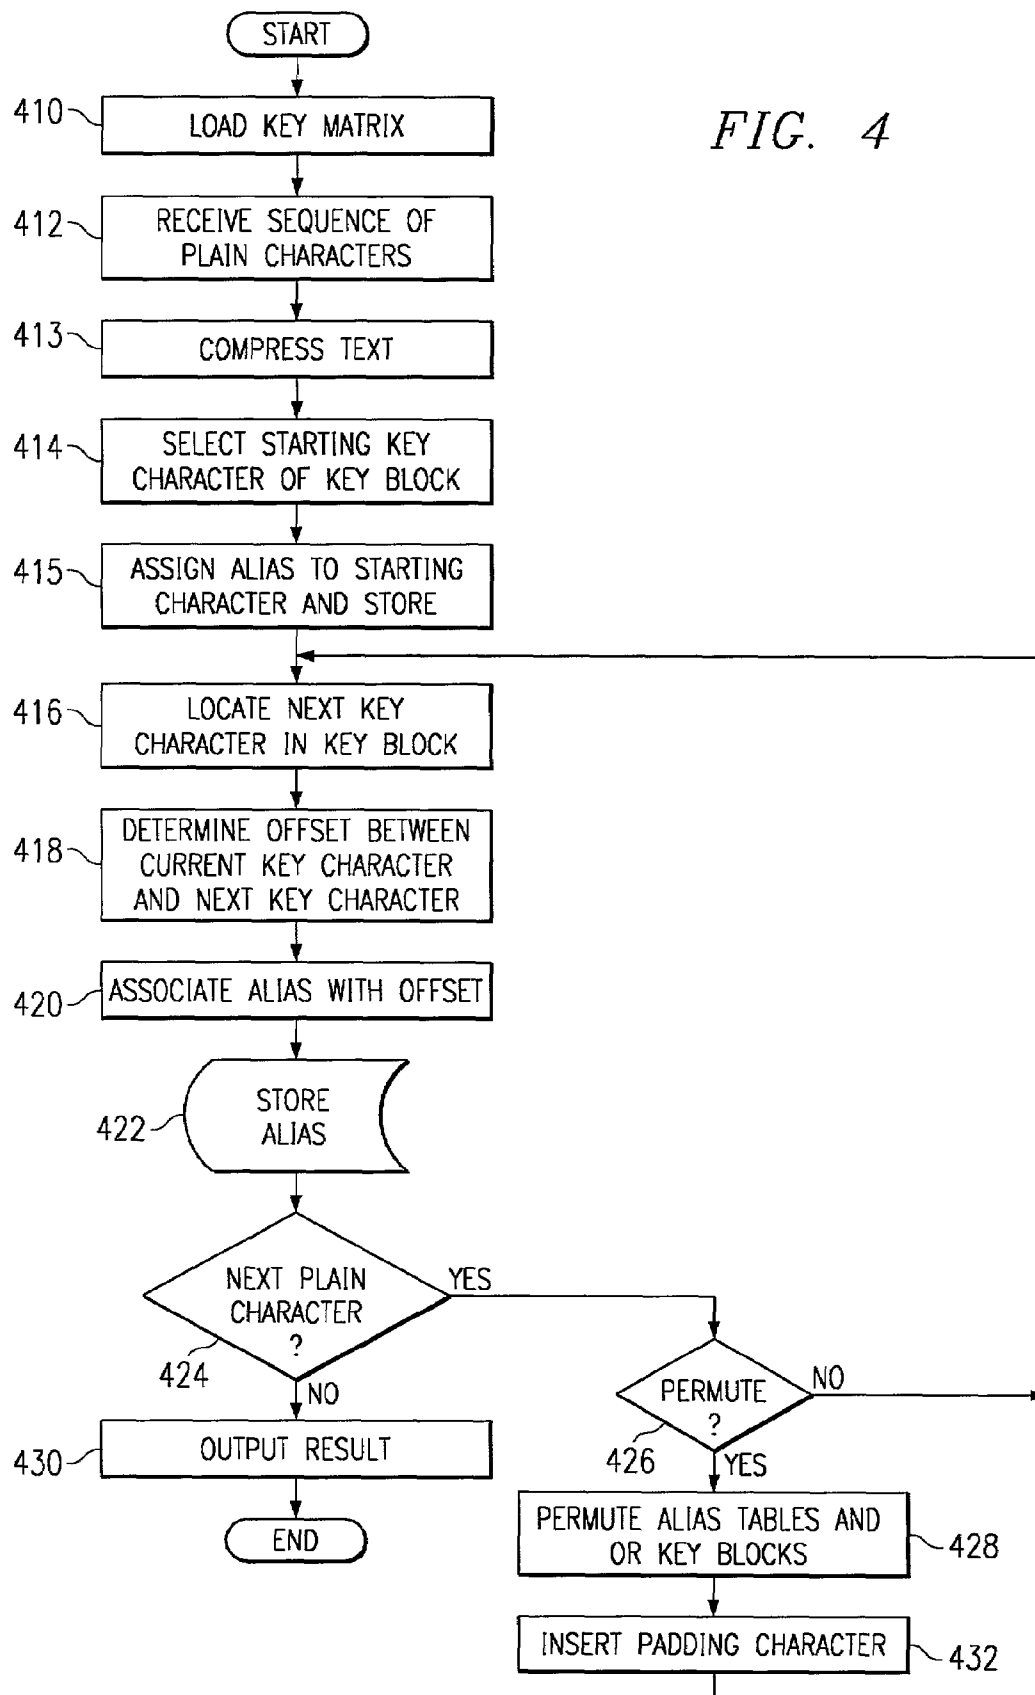 START
FIG. 4
410
LOAD KEY MATRIX
412
RECEIVE SEQUENCE OF
PLAIN CHARACTERS
413
COMPRESS TEXT
414
SELECT STARTING KEY
CHARACTER OF KEY BLOCK
415
ASSIGN ALIAS TO STARTING
CHARACTER AND STORE
416
LOCATE NEXT KEY
CHARACTER IN KEY BLOCK
418
DETERMINE OFFSET BETWEEN
CURRENT KEY CHARACTER
AND NEXT KEY CHARACTER
420
ASSOCIATE ALIAS WITH OFFSET
422
STORE
ALIAS
NEXT PLAIN
CHARACTER
?
424
YES
NO
PERMUTE
?
426
NO
YES
430
OUTPUT RESULT
END
PERMUTE ALIAS TABLES AND
OR KEY BLOCKS
428
INSERT PADDING CHARACTER
432